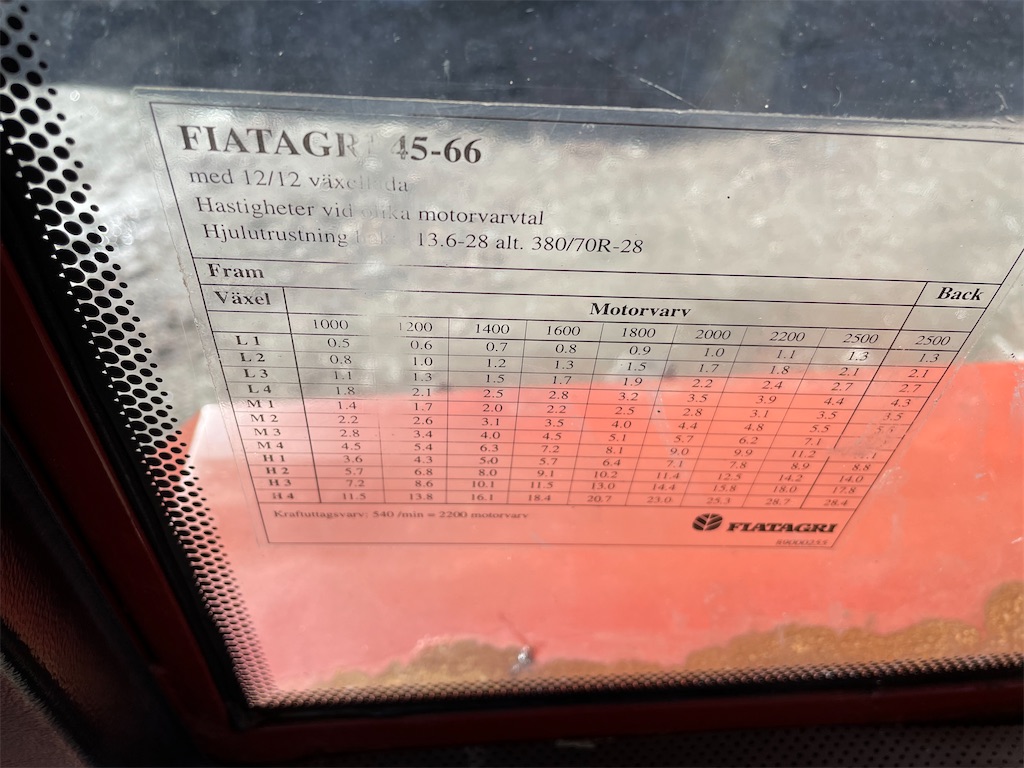 FIATAGRI 45-66
med 12/12 växellåda
Hastigheter vid olika motorvarvtal
Hjulutrustning 13.6-28 alt. 380/70R-28
Fram
Växel Motorvarv Back
1000 1200 1400 1600 1800 2000 2200 2500 2500
L 1 0.5 0.6 0.7 0.8 0.9 1.0 1.1 1.3 1.3
L 2 0.8 1.0 1.2 1.3 1.5 1.7 1.8 2.1 2.1
L 3 1.1 1.3 1.5 1.7 1.9 2.2 2.4 2.7 2.7
L 4 1.8 2.1 2.5 2.8 3.2 3.5 3.9 4.4 4.3
M 1 1.4 1.7 2.0 2.2 2.5 2.8 3.1 3.5 3.5
M 2 2.2 2.6 3.1 3.5 4.0 4.4 4.8 5.5
M 3 2.8 3.4 4.0 4.5 5.1 5.7 6.2 7.1
M 4 4.5 5.4 6.3 7.2 8.1 9.0 9.9 11.2
H 1 3.6 4.3 5.0 5.7 6.4 7.1 7.8 8.9 8.8
H 2 5.7 6.8 8.0 9.1 10.2 11.4 12.5 14.2 14.0
H 3 7.2 8.6 10.1 11.5 13.0 14.4 15.8 18.0 17.8
H 4 11.5 13.8 16.1 18.4 20.7 23.0 25.3 28.7 28.4
Kraftuttagsvarv: 540 /min = 2200 motorvarv
FIATAGRI
89000255